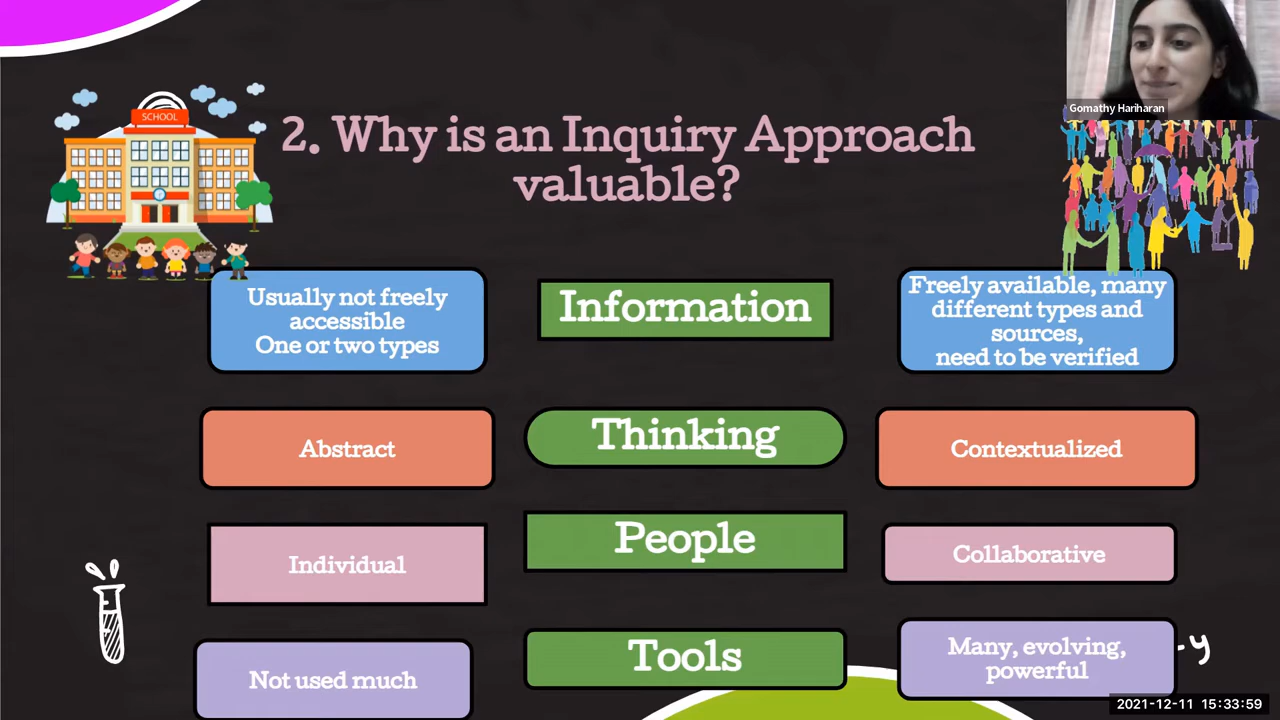 Gomathy Hariharan
SCHOOL
2. Why is an Inquiry Approach
valuable?
Usually not freely
accessible
One or two types
Information
Freely available, many
different types and
sources,
need to be verified
Abstract
Thinking
Contextualized
Individual
People
Collaborative
Not used much
Tools
Many, evolving,
powerful
-y
2021-12-11 15:33:59